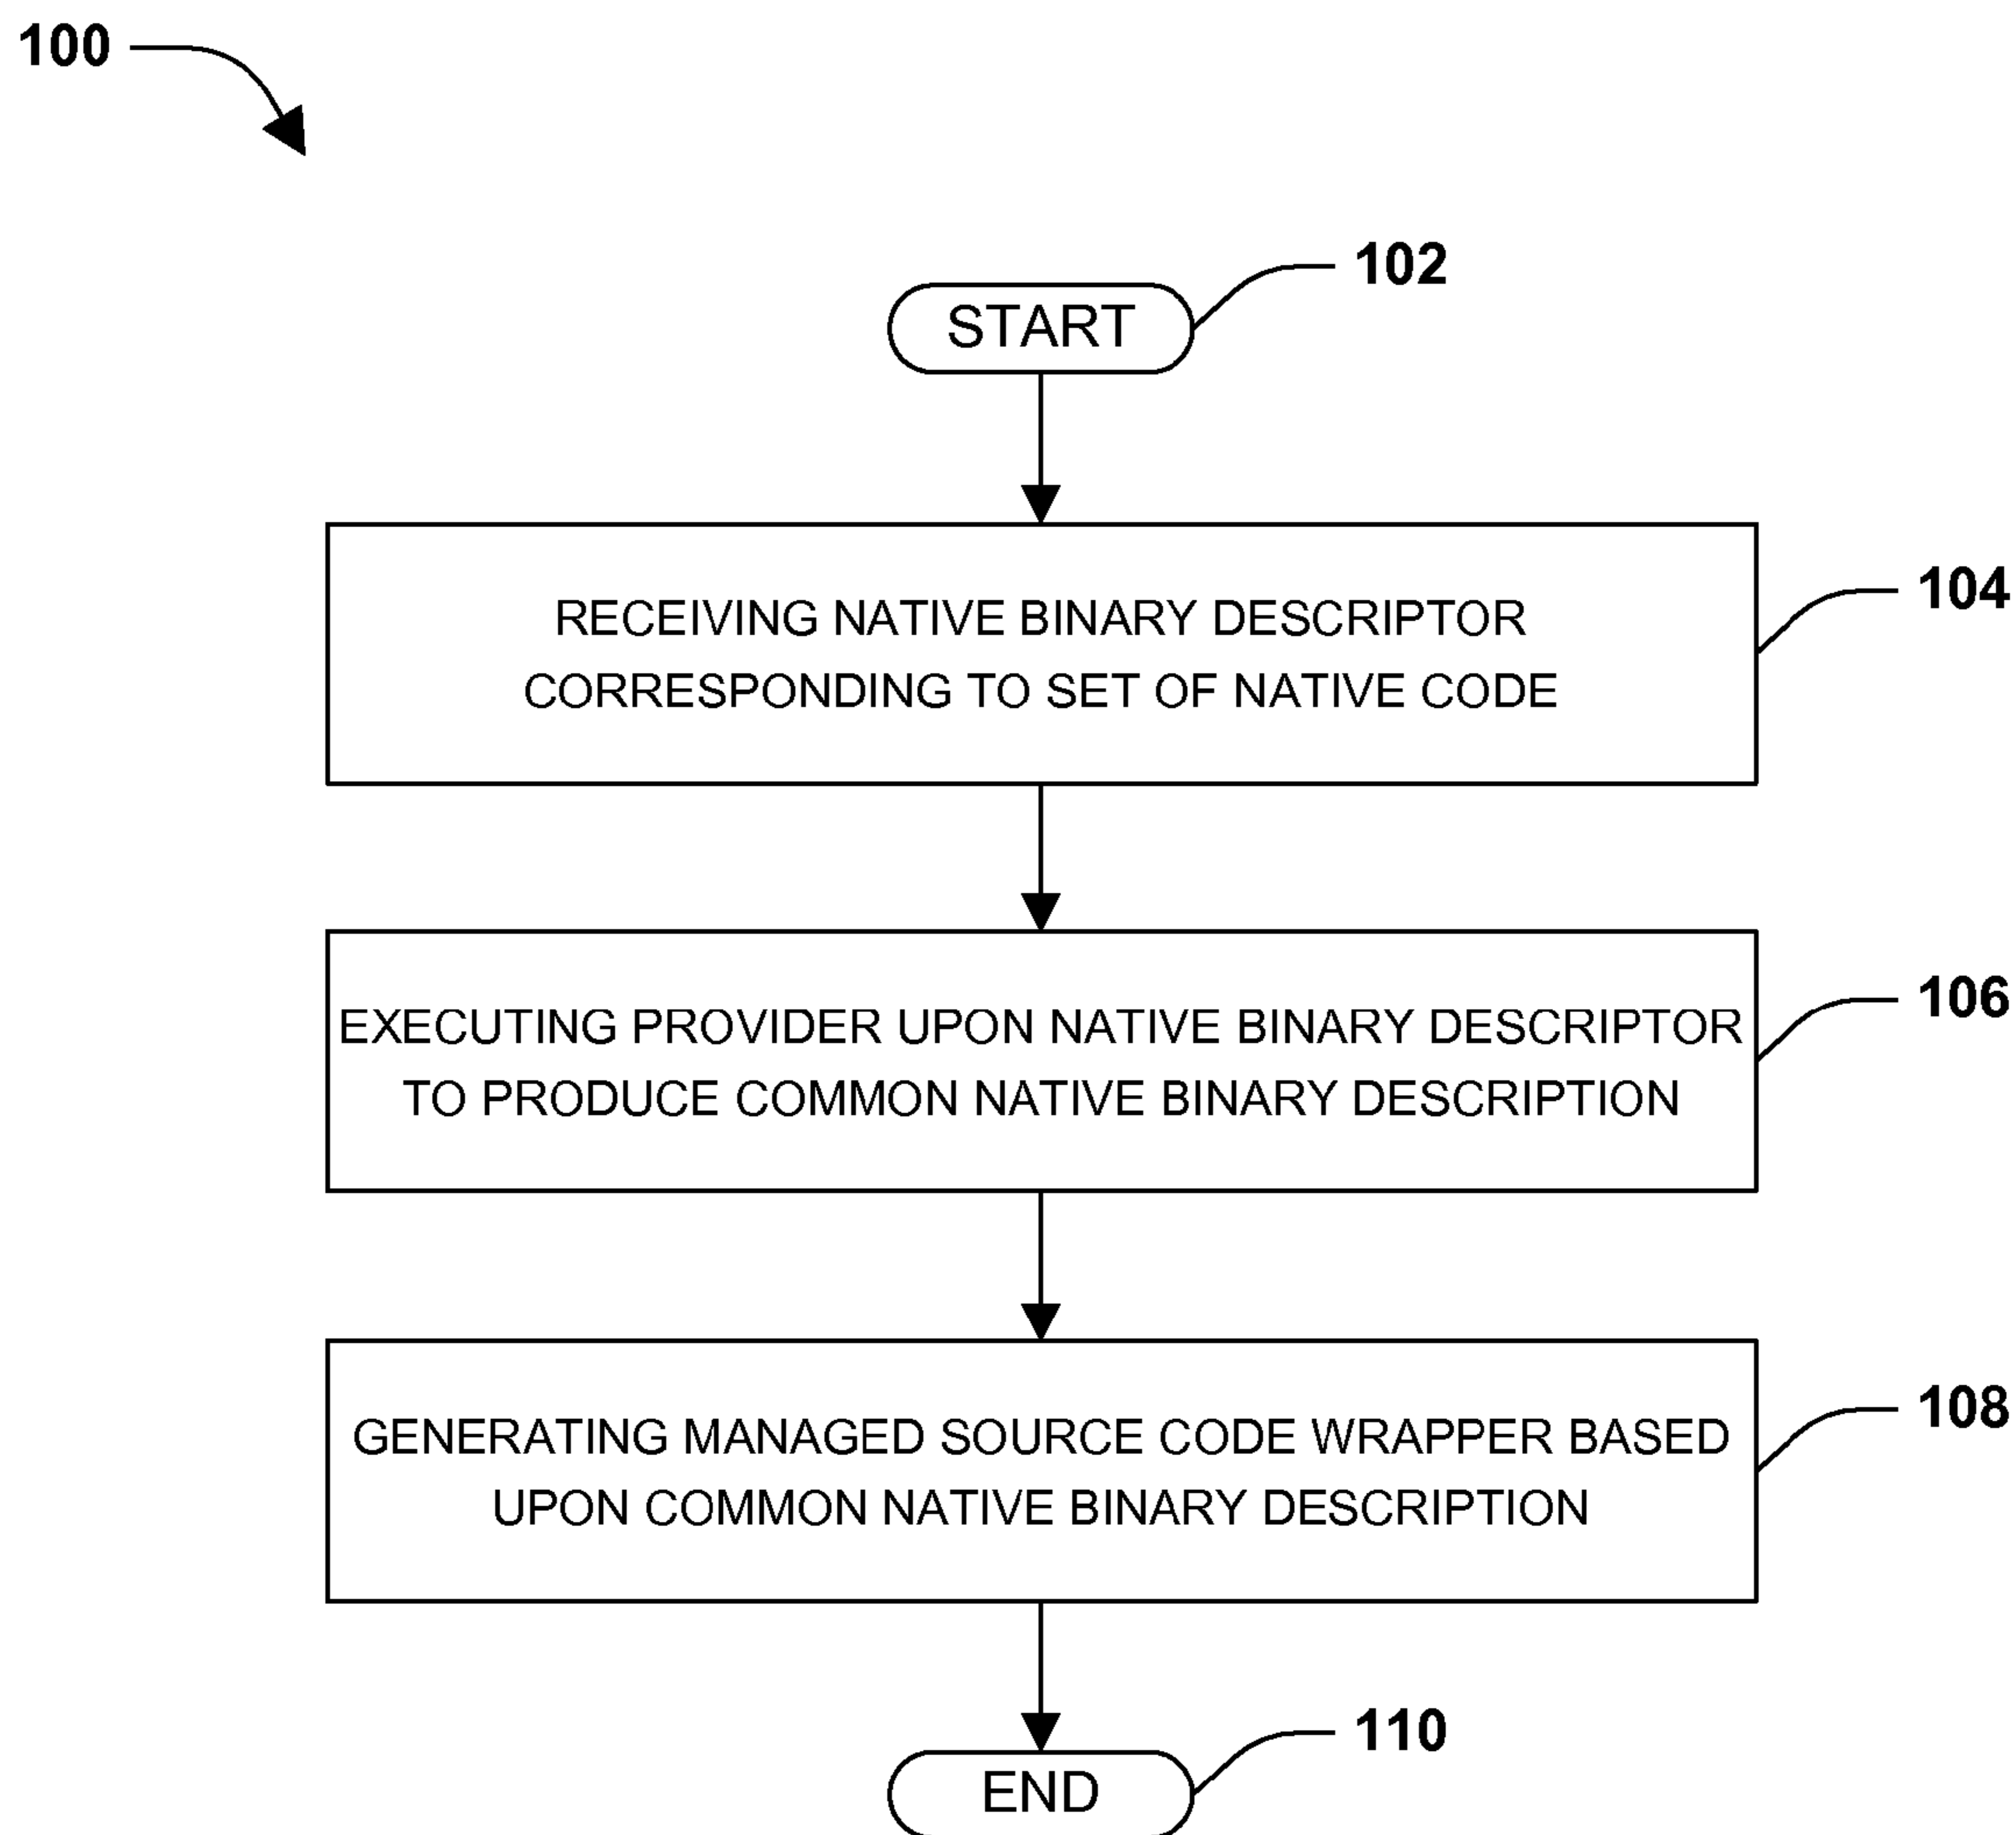 100
102
START
104
RECEIVING NATIVE BINARY DESCRIPTOR
CORRESPONDING TO SET OF NATIVE CODE
106
EXECUTING PROVIDER UPON NATIVE BINARY DESCRIPTOR
TO PRODUCE COMMON NATIVE BINARY DESCRIPTION
108
GENERATING MANAGED SOURCE CODE WRAPPER BASED
UPON COMMON NATIVE BINARY DESCRIPTION
110
END